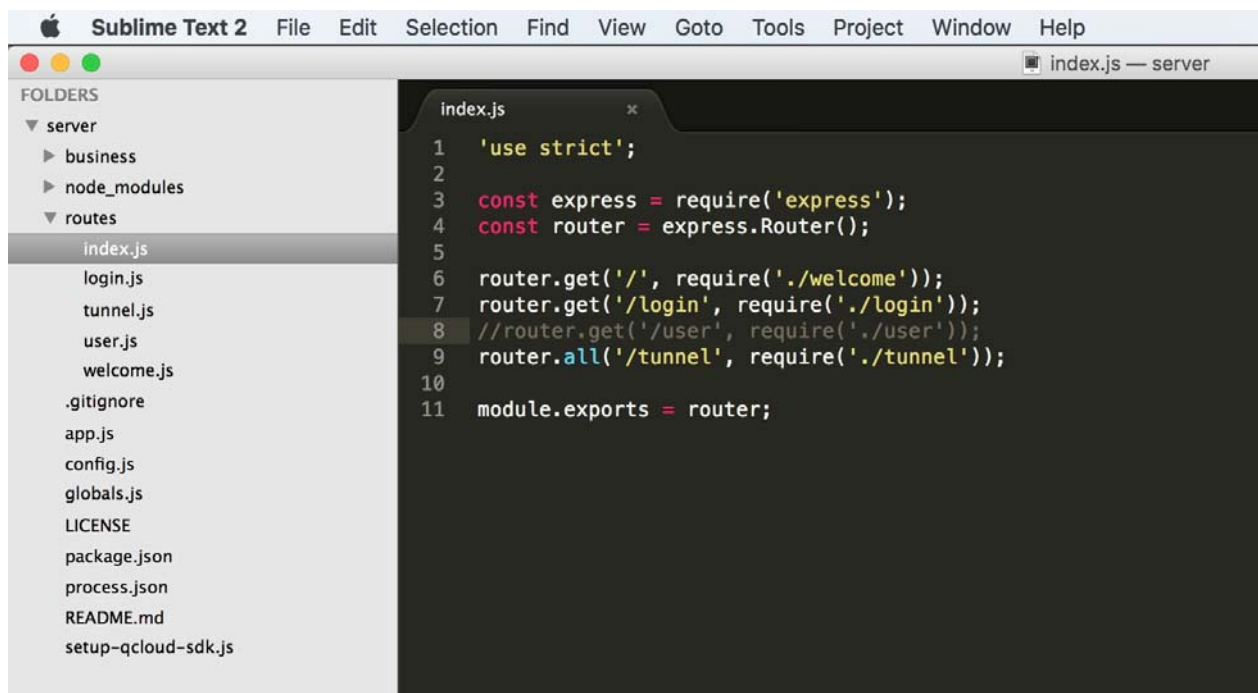 Sublime Text 2 File Edit Selection Find View Goto Tools Project Window Help
index.js — server
FOLDERS
server
business
node_modules
routes
index.js
login.js
tunnel.js
user.js
welcome.js
.gitignore
app.js
config.js
globals.js
LICENSE
package.json
process.json
README.md
setup-qcloud-sdk.js
index.js
1 'use strict';
2
3 const express = require('express');
4 const router = express.Router();
5
6 router.get('/', require('./welcome'));
7 router.get('/login', require('./login'));
8 //router.get('/user', require('./user'));
9 router.all('/tunnel', require('./tunnel'));
10
11 module.exports = router;